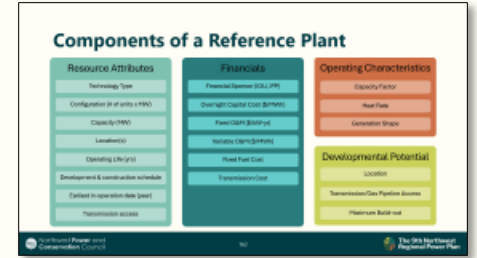 Components of a Reference Plant
Resource Attributes
Technology Type
Configuration (# of units x MW)
Capacity (MW)
Location(s)
Operating Life (yrs)
Development & construction schedule
Earliest in-operation date (year)
Transmission access
Financials
Financial Sponsor (IOU, IPP)
Overnight Capital Cost ($/kW)
Fixed O&M ($/kW-yr)
Variable O&M ($/MWh)
Fixed Fuel Cost
Transmission Cost
Operating Characteristics
Capacity Factor
Heat Rate
Generation Shape
Developmental Potential
Location
Transmission/Gas Pipeline Access
Maximum Build-out
Northwest Power and
Conservation Council
The 9th Northwest
Regional Power Plan